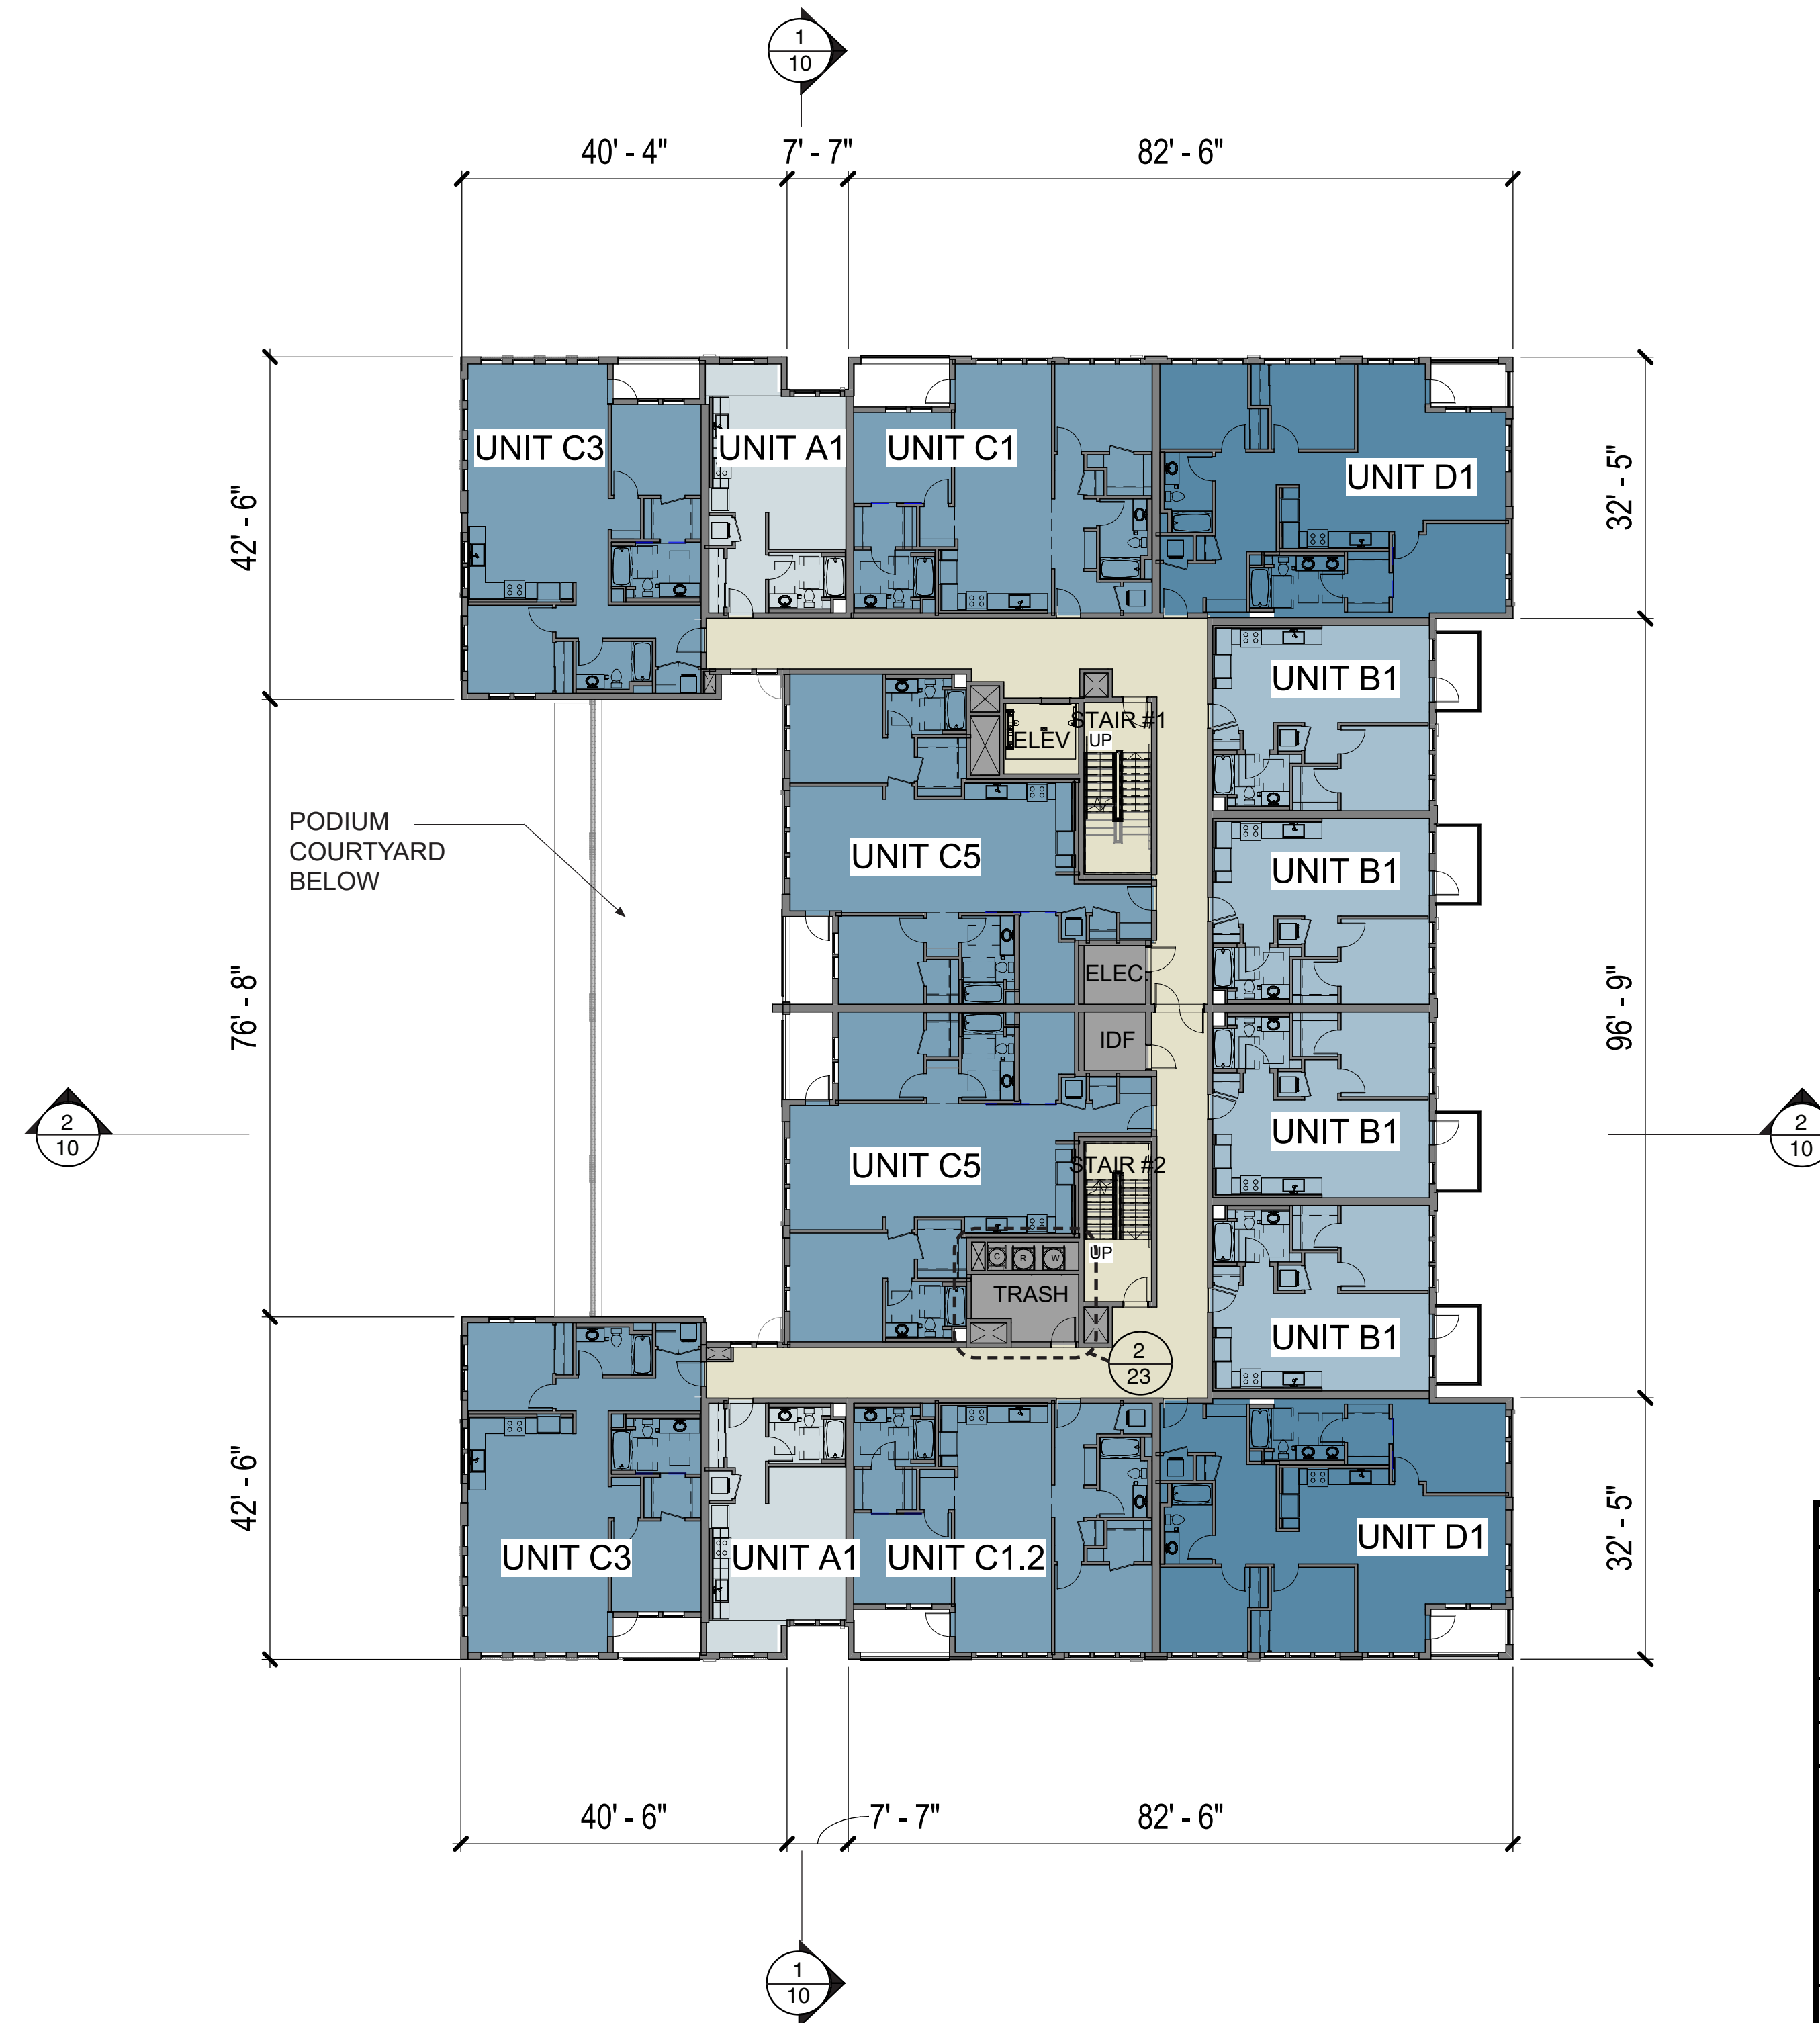 1
10
40' - 4"
7' - 7"
82' - 6"
UNIT C3
UNIT A1
UNIT C1
UNIT D1
42' - 6"
32' - 5"
UNIT B1
STAIR #1
ELEV
UP
PODIUM
COURTYARD
BELOW
UNIT C5
UNIT B1
ELEC.
76' - 8"
96' - 9"
IDF
2
10
2
10
UNIT B1
UNIT C5
STAIR #2
UP
C
R
W
TRASH
UNIT B1
2
23
42' - 6"
32' - 5"
UNIT C3
UNIT A1
UNIT C1.2
UNIT D1
40' - 6"
7' - 7"
82' - 6"
1
10